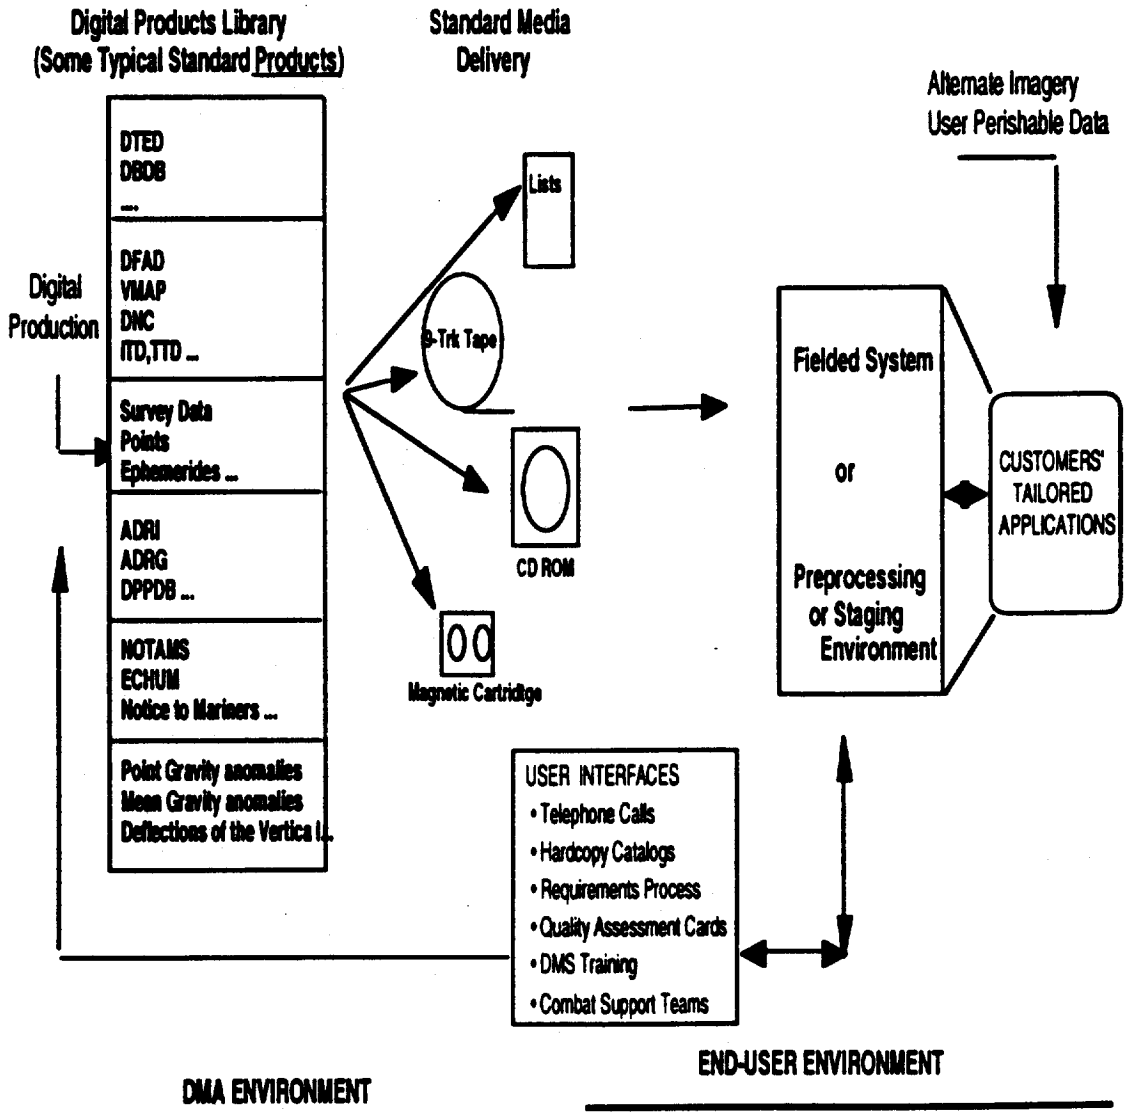 Digital Products Library
(Some Typical Standard Products)
Standard Media
Delivery
Alternate Imagery
User Perishable Data
DTED
DBDB
....
DFAD
VMAP
DNC
ITD,TTD ...
Digital
Production
Survey Data
Points
Ephemerides ...
ADRI
ADRG
DPPDB ...
NOTAMS
ECHUM
Notice to Mariners ...
Point Gravity anomalies
Mean Gravity anomalies
Deflections of the Vertica l...
Lists
9-Trk Tape
CD ROM
Magnetic Cartridtge
Fielded System
or
Preprocessing
or Staging
Environment
CUSTOMERS'
TAILORED
APPLICATIONS
USER INTERFACES
• Telephone Calls
• Hardcopy Catalogs
• Requirements Process
• Quality Assessment Cards
• DMS Training
• Combat Support Teams
DMA ENVIRONMENT
END-USER ENVIRONMENT